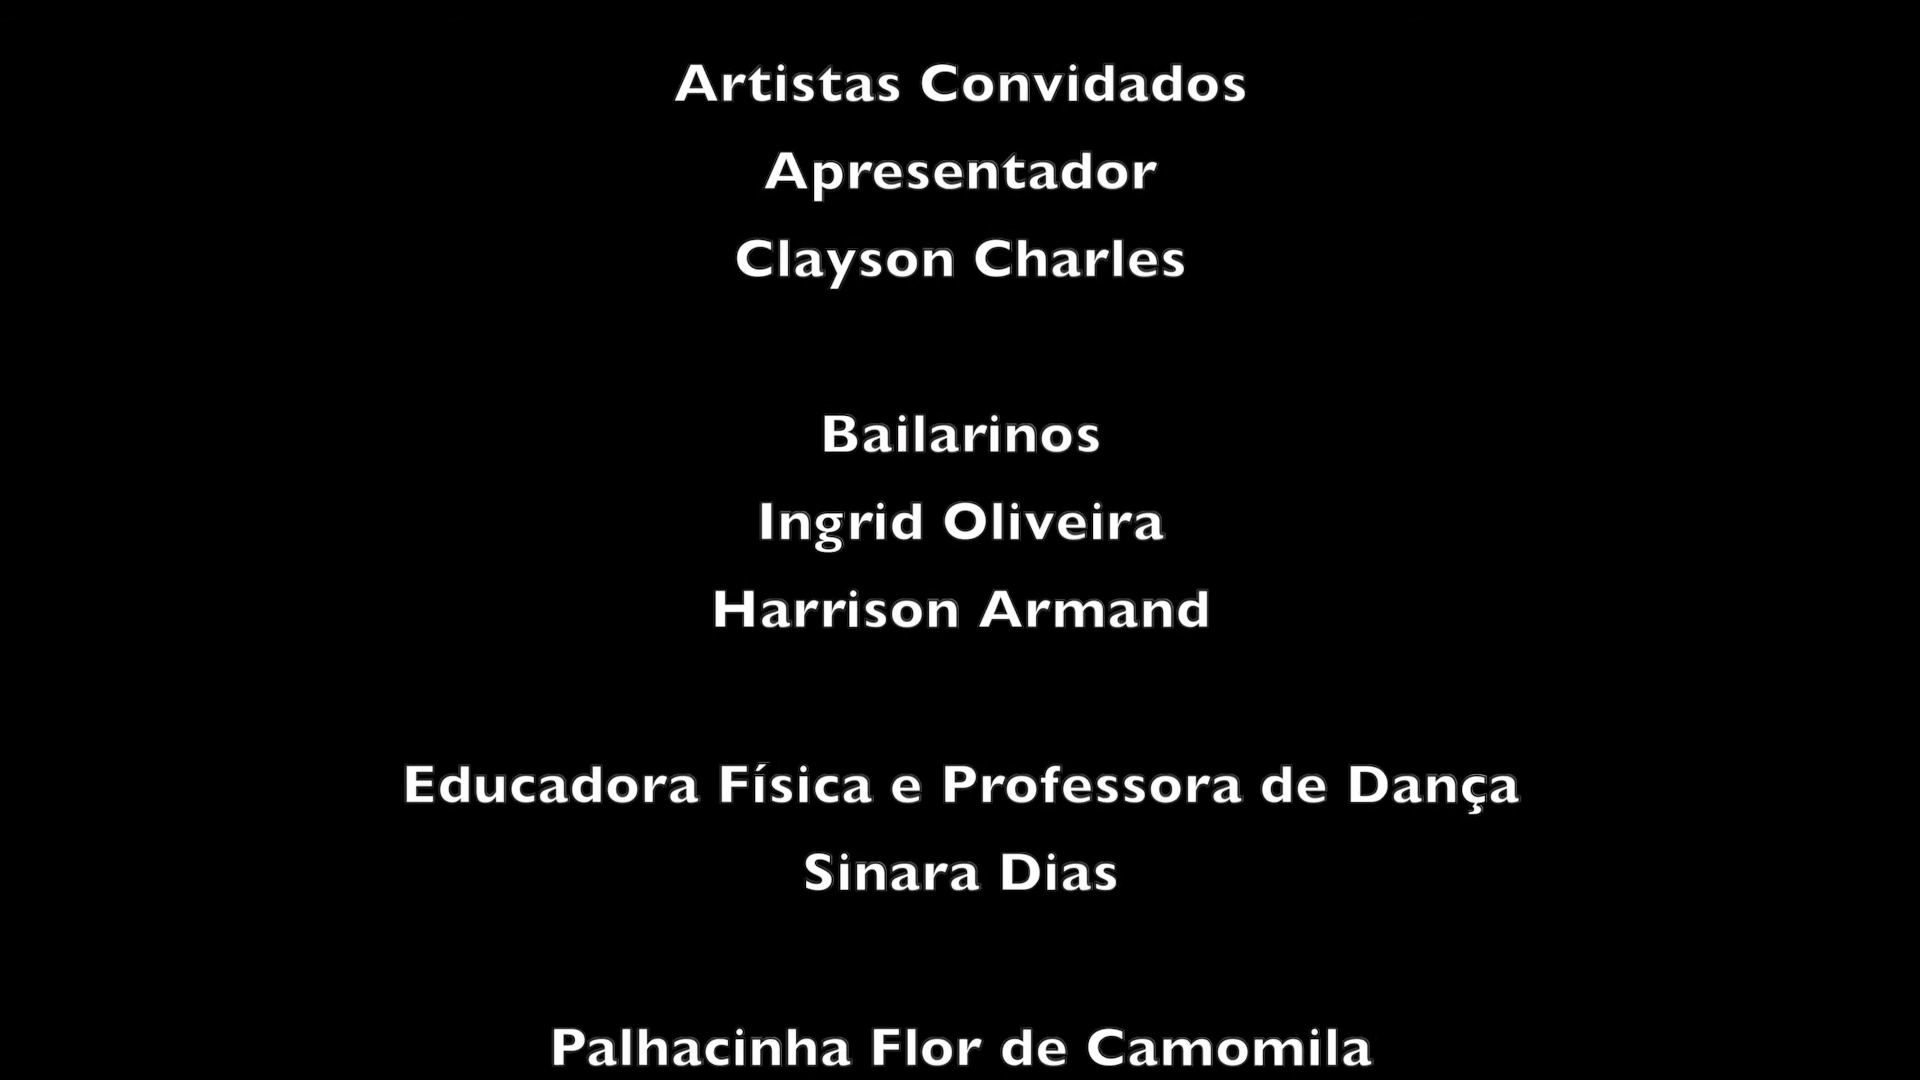 Artistas Convidados
Apresentador
Clayson Charles
Bailarinos
Ingrid Oliveira
Harrison Armand
Educadora Física e Professora de Dança
Sinara Dias
Palhacinha Flor de Camomila